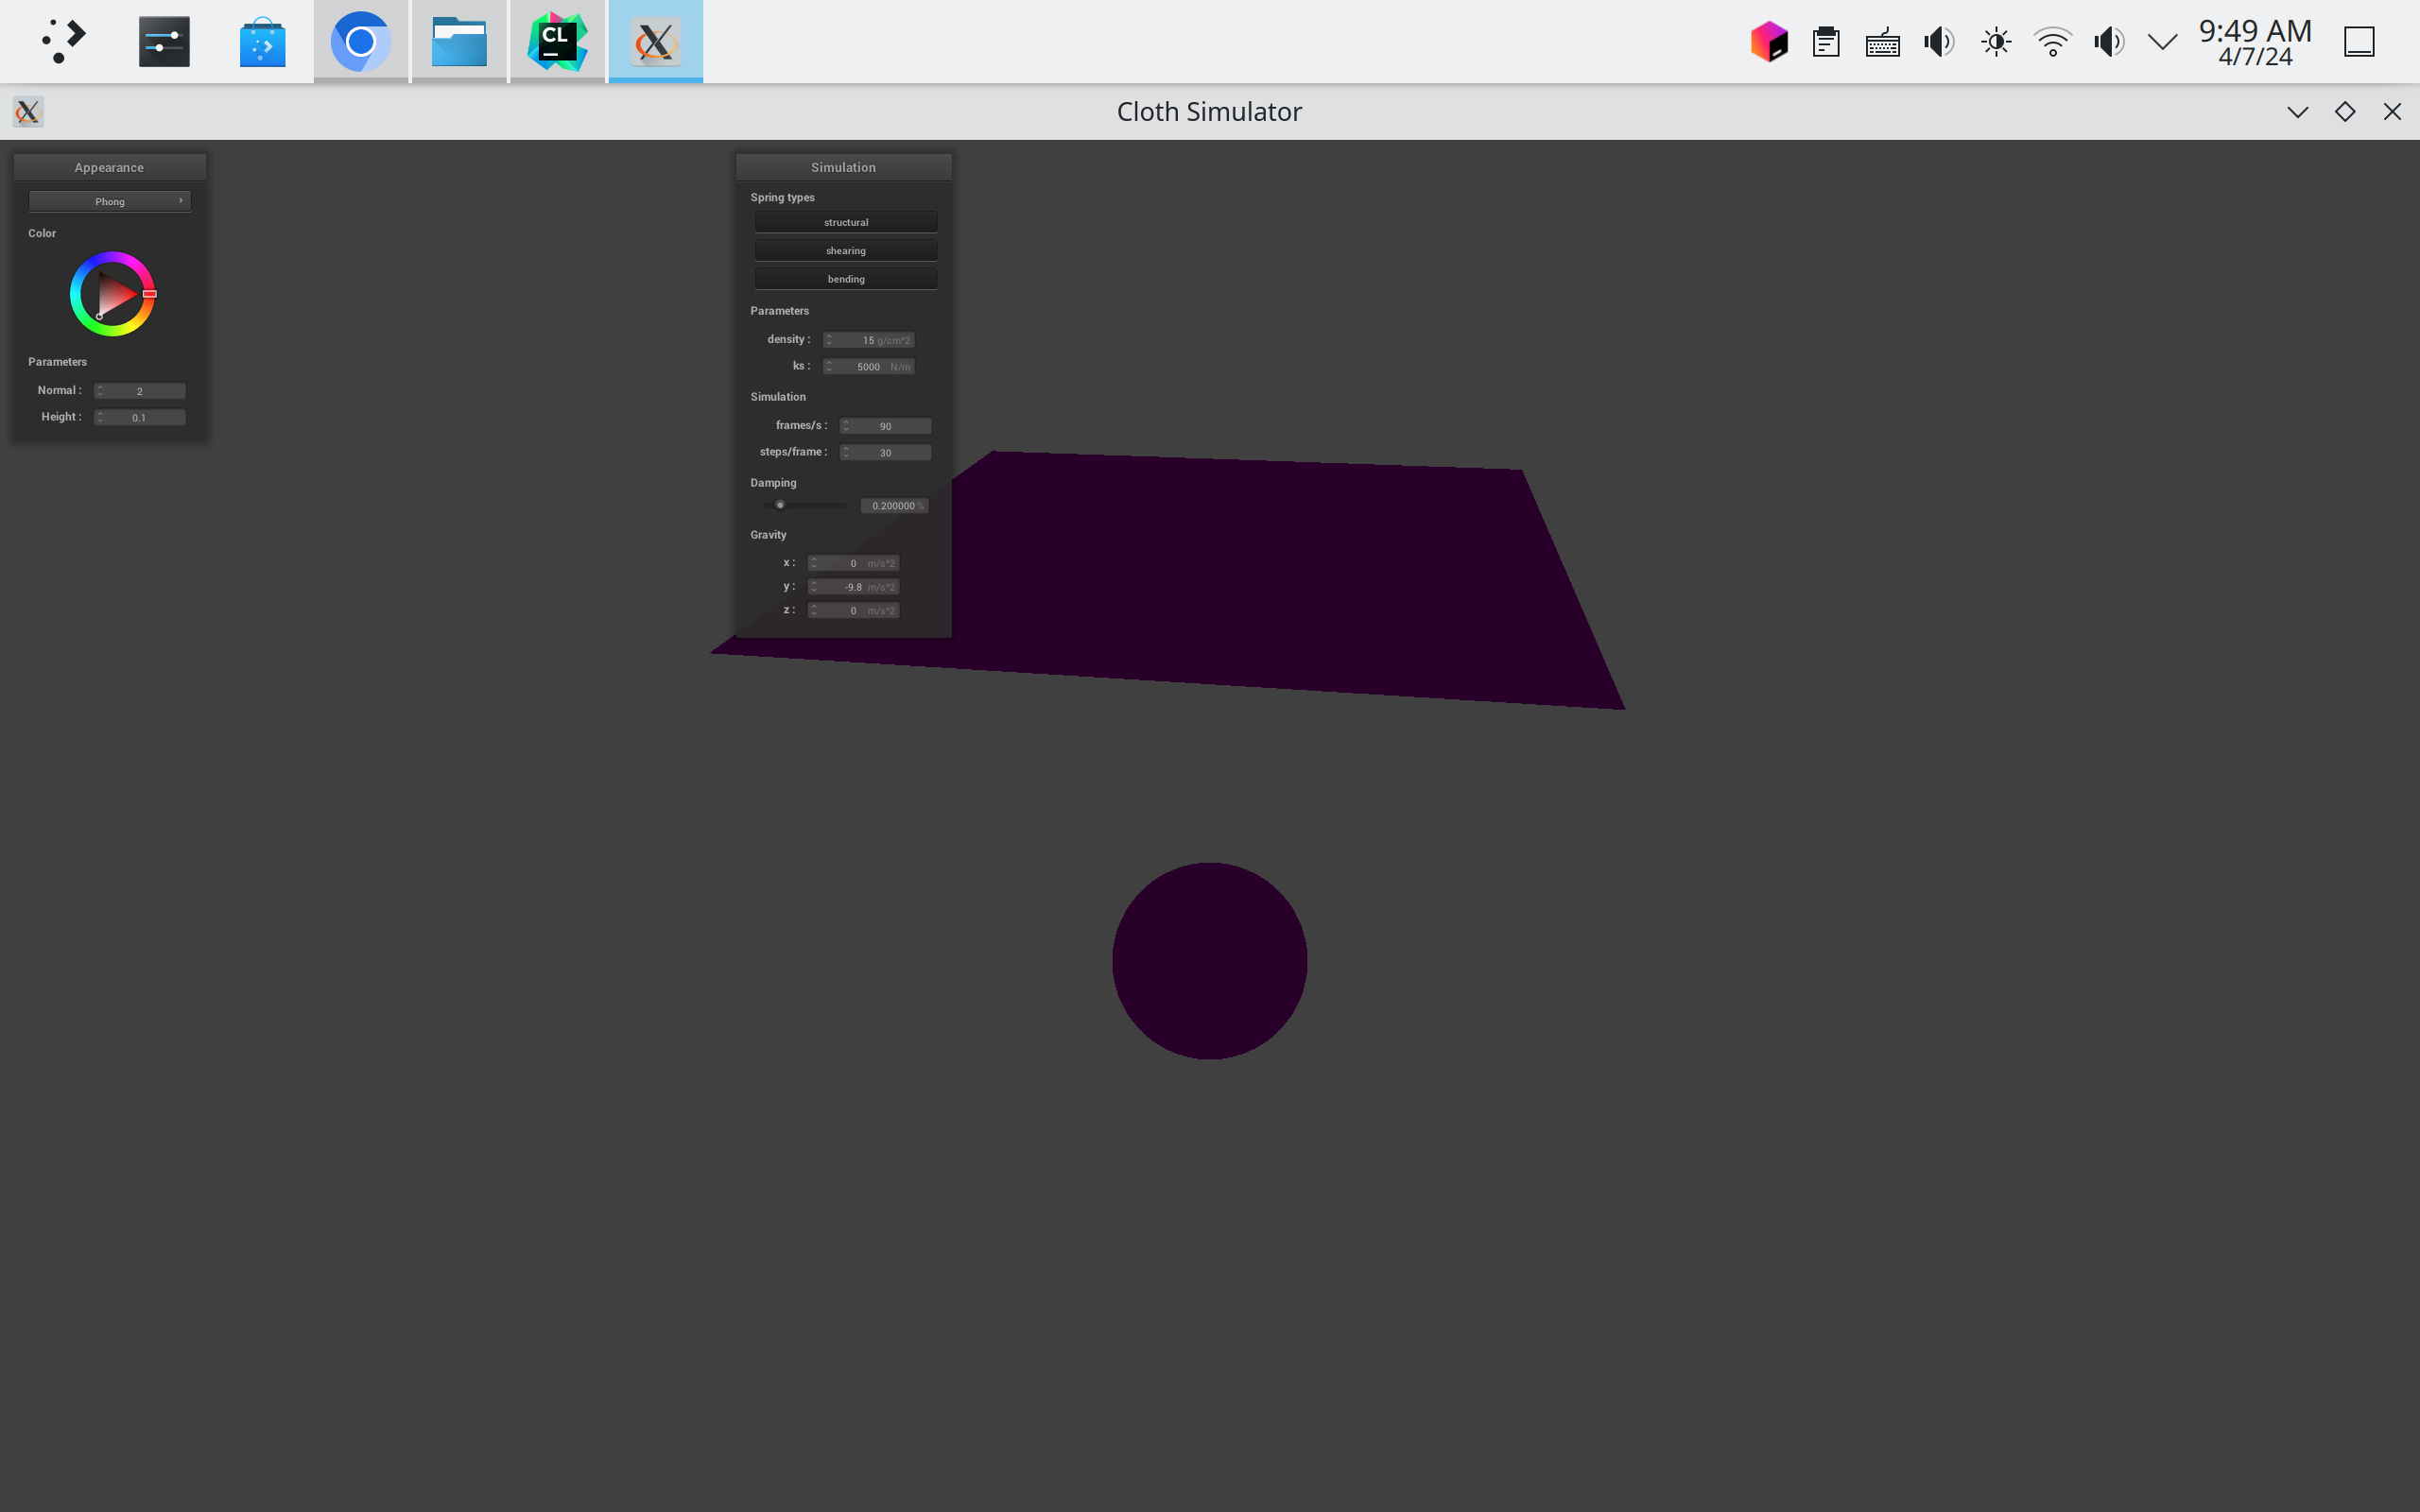 CL
9:49 AM
4/7/24
Cloth Simulator
Appearance
Phong
Color
Parameters
Normal : 2
Height : 0.1
Simulation
Spring types
structural
shearing
bending
Parameters
density : 15 g/cm^2
ks : 5000 N/m
Simulation
frames/s : 90
steps/frame : 30
Damping
0.200000 %
Gravity
x : 0 m/s^2
y : -9.8 m/s^2
z : 0 m/s^2